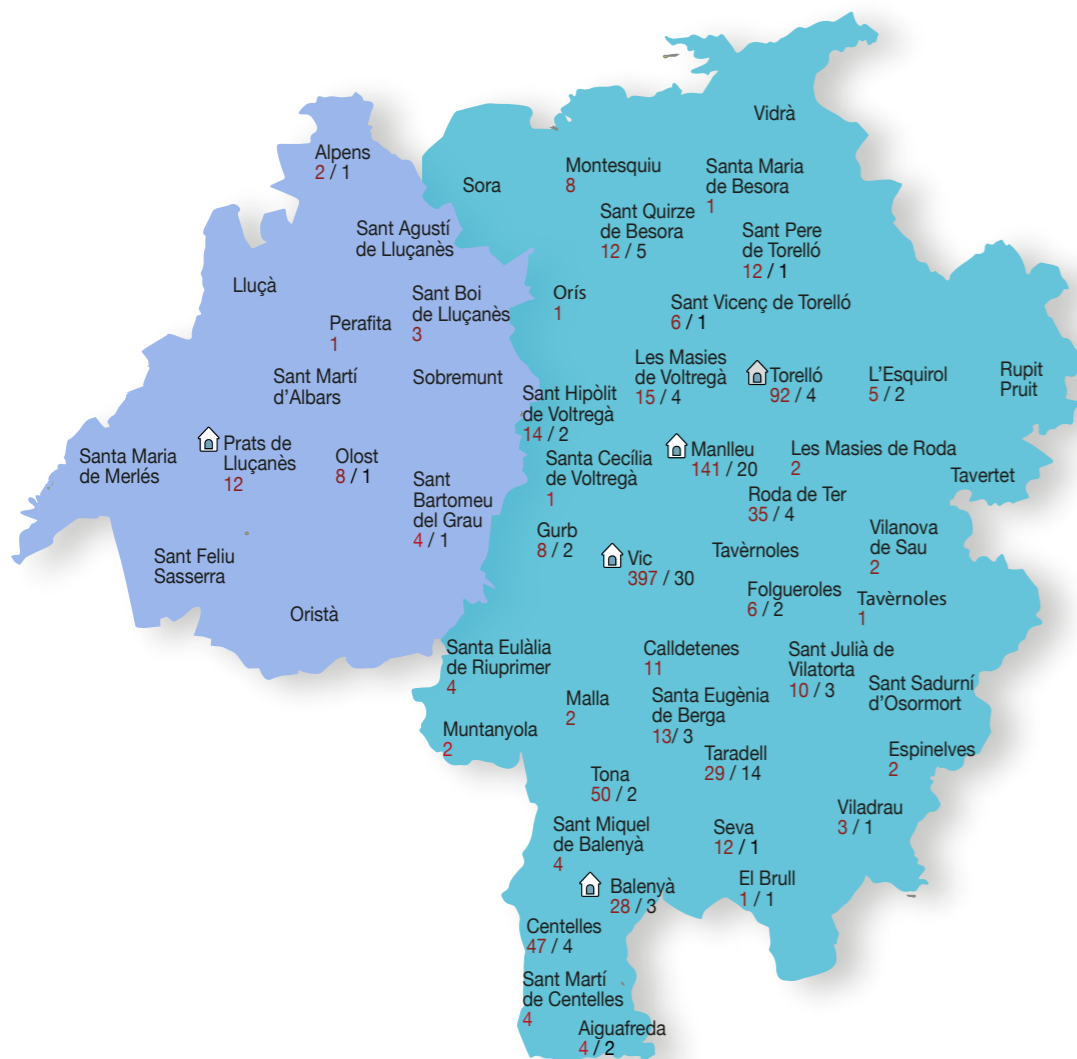 Vidrà
Alpens
2 / 1
Sora
Montesquiu
8
Santa Maria
de Besora
1
Sant Agustí
de Lluçanès
Sant Quirze
de Besora
12 / 5
Sant Pere
de Torelló
12 / 1
Lluçà
Sant Boi
de Lluçanès
3
Orís
1
Sant Vicenç de Torelló
6 / 1
Perafita
1
Sant Martí
d'Albars
Sobremunt
Les Masies
de Voltregà
15 / 4
Torelló
92 / 4
L'Esquirol
5 / 2
Rupit
Pruit
Sant Hipòlit
de Voltregà
14 / 2
Santa Maria
de Merlés
Prats de
Lluçanès
12
Olost
8 / 1
Santa Cecília
de Voltregà
1
Manlleu
141 / 20
Les Masies de Roda
2
Tavertet
Sant
Bartomeu
del Grau
4 / 1
Roda de Ter
35 / 4
Gurb
8 / 2
Vic
397 / 30
Tavèrnoles
Vilanova
de Sau
2
Sant Feliu
Sasserra
Folgueroles
6 / 2
Tavèrnoles
1
Oristà
Santa Eulàlia
de Riuprimer
4
Calldetenes
11
Sant Julià de
Vilatorta
10 / 3
Sant Sadurní
d'Osormort
Malla
2
Santa Eugènia
de Berga
13/ 3
Muntanyola
2
Taradell
29 / 14
Espinelves
2
Tona
50 / 2
Viladrau
3 / 1
Sant Miquel
de Balenyà
4
Seva
12 / 1
Balenyà
28 / 3
El Brull
1 / 1
Centelles
47 / 4
Sant Martí
de Centelles
4
Aiguafreda
4 / 2